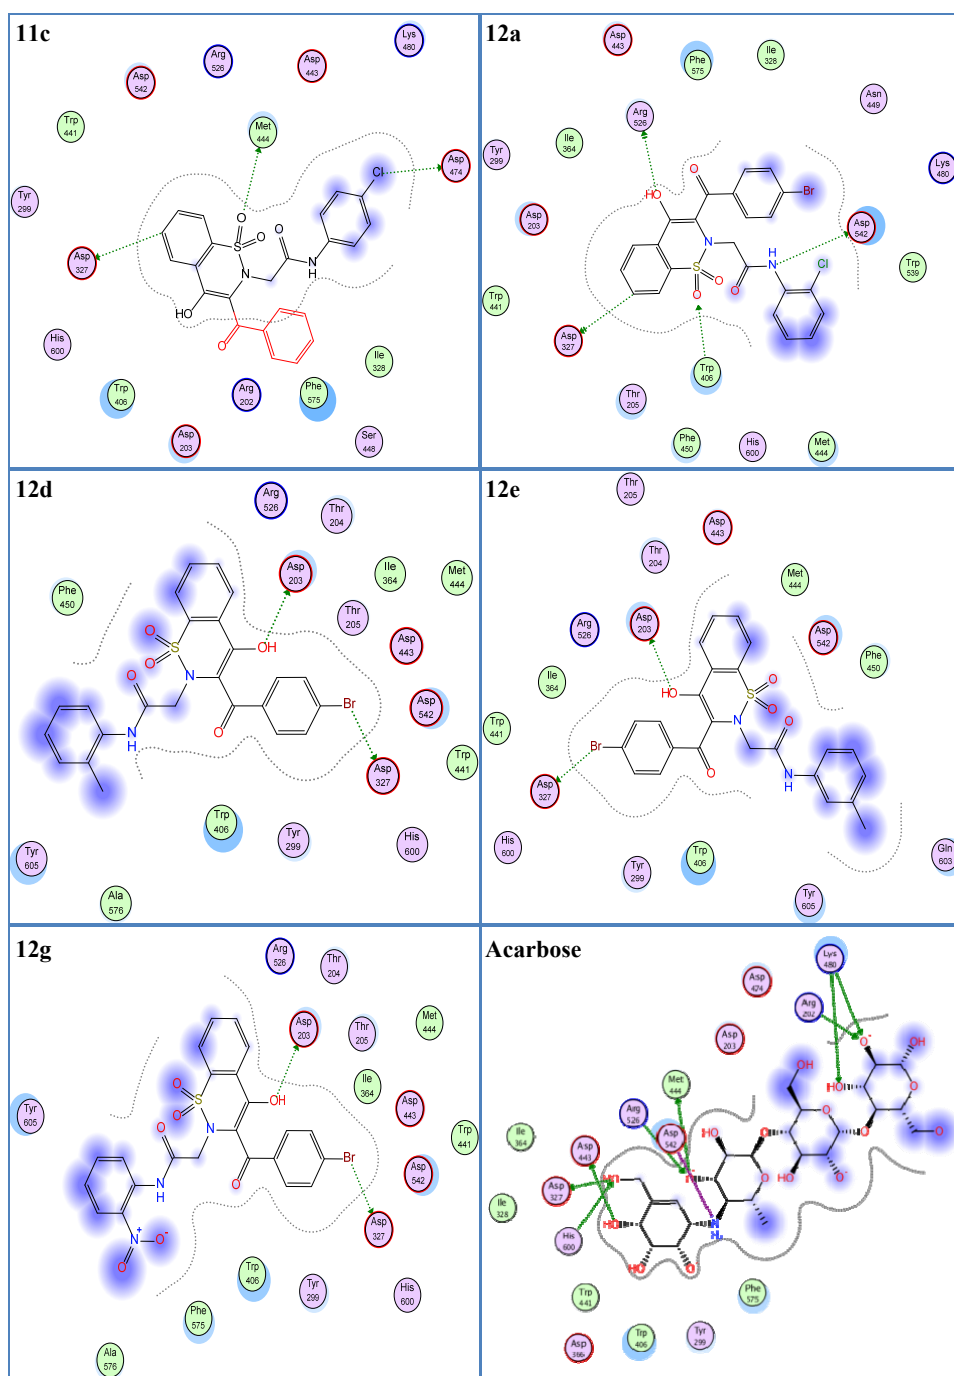 11c
Lys
480
Arg
526
Asp
443
Asp
542
Met
444
Trp
441
Asp
474
Cl
Tyr
299
O
O
S
O
N
N
H
Asp
327
HO
O
His
600
Ile
328
Trp
406
Arg
202
Phe
575
Asp
203
Ser
448
12a
Asp
443
Phe
575
Ile
328
Asn
449
Arg
526
Ile
364
Tyr
299
Lys
480
O
Br
HO
Asp
203
Asp
542
N
H
N
S
O
O
O
Cl
Trp
539
Trp
441
Asp
327
Trp
406
Thr
205
Phe
450
His
600
Met
444
12d
Arg
526
Thr
204
Asp
203
Ile
364
Met
444
Phe
450
Thr
205
O
O
S
OH
Asp
443
N
O
N
H
O
Br
Asp
542
Trp
441
Asp
327
Trp
406
Tyr
299
His
600
Tyr
605
Ala
576
12e
Thr
205
Asp
443
Thr
204
Met
444
Arg
526
Asp
203
Asp
542
Phe
450
Ile
364
HO
O
S
O
N
O
Trp
441
Br
O
N
H
Asp
327
His
600
Tyr
299
Trp
406
Gln
603
Tyr
605
12g
Arg
526
Thr
204
Asp
203
Thr
205
Met
444
Ile
364
O
O
S
OH
Asp
443
Tyr
605
N
O
Trp
441
N
H
O
Br
Asp
542
N+
O-
O
Asp
327
Trp
406
Tyr
299
His
600
Phe
575
Ala
576
Acarbose
Lys
480
Asp
474
Arg
202
Asp
203
O-
OH
Met
444
OH
HO
Arg
526
Asp
542
Ile
364
Asp
443
HO
O
O
O
O
O
HO
O-
Asp
327
Ile
328
HO
His
600
HO
O
Trp
441
Phe
575
Asp
366
Trp
406
Tyr
299